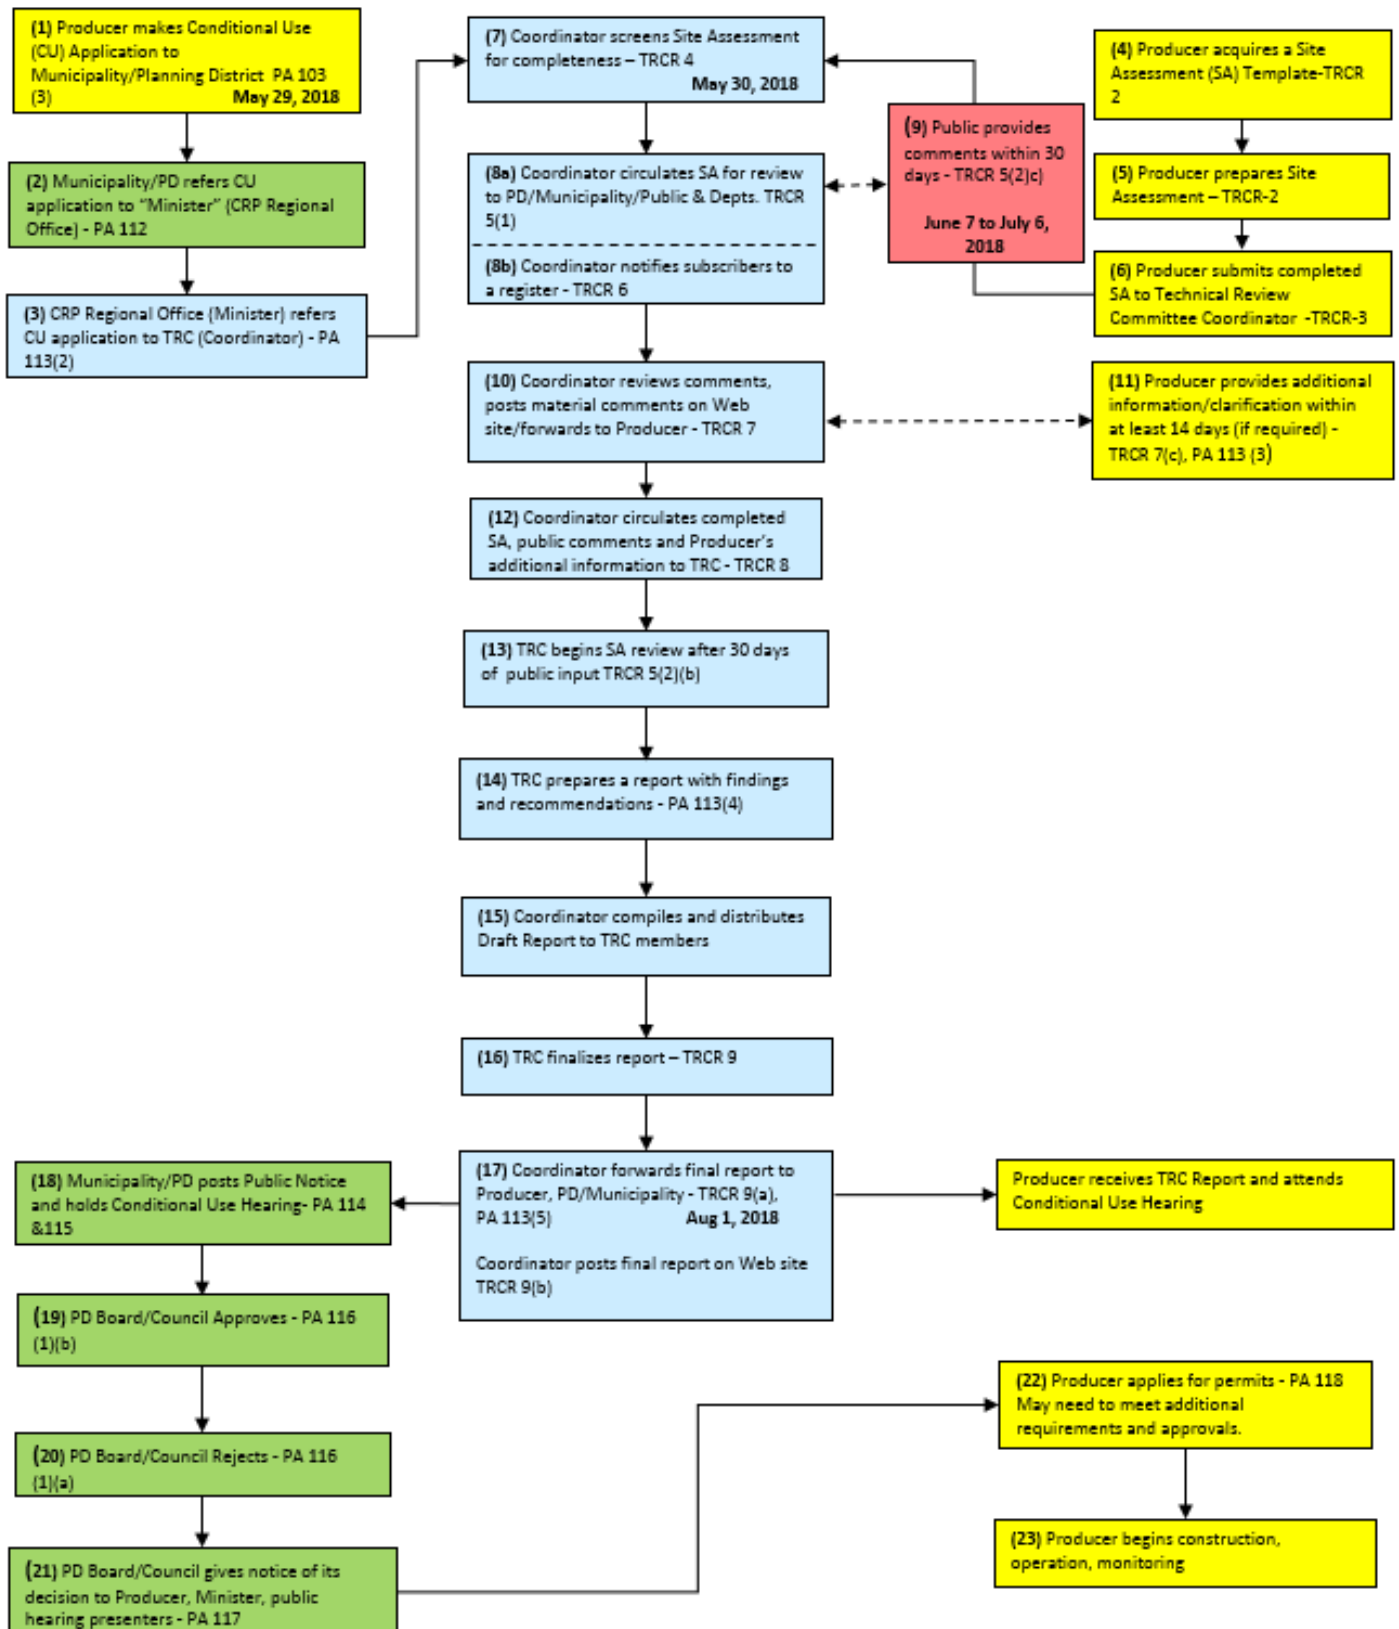 (1) Producer makes Conditional Use
(CU) Application to
Municipality/Planning District PA 103
(3) May 29, 2018
(2) Municipality/PD refers CU
application to “Minister” (CRP Regional
Office) - PA 112
(3) CRP Regional Office (Minister) refers
CU application to TRC (Coordinator) - PA
113(2)
(4) Producer acquires a Site
Assessment (SA) Template-TRCR
2
(5) Producer prepares Site
Assessment – TRCR-2
(6) Producer submits completed
SA to Technical Review
Committee Coordinator -TRCR-3
(7) Coordinator screens Site Assessment
for completeness – TRCR 4
May 30, 2018
(8a) Coordinator circulates SA for review
to PD/Municipality/Public & Depts. TRCR
5(1)
(8b) Coordinator notifies subscribers to
a register - TRCR 6
(9) Public provides
comments within 30
days - TRCR 5(2)c)
June 7 to July 6,
2018
(10) Coordinator reviews comments,
posts material comments on Web
site/forwards to Producer - TRCR 7
(11) Producer provides additional
information/clarification within
at least 14 days (if required) -
TRCR 7(c), PA 113 (3)
(12) Coordinator circulates completed
SA, public comments and Producer’s
additional information to TRC - TRCR 8
(13) TRC begins SA review after 30 days
of public input TRCR 5(2)(b)
(14) TRC prepares a report with findings
and recommendations - PA 113(4)
(15) Coordinator compiles and distributes
Draft Report to TRC members
(16) TRC finalizes report – TRCR 9
(17) Coordinator forwards final report to
Producer, PD/Municipality - TRCR 9(a),
PA 113(5) Aug 1, 2018
Coordinator posts final report on Web site
TRCR 9(b)
Producer receives TRC Report and attends
Conditional Use Hearing
(18) Municipality/PD posts Public Notice
and holds Conditional Use Hearing- PA 114
&115
(19) PD Board/Council Approves - PA 116
(1)(b)
(20) PD Board/Council Rejects - PA 116
(1)(a)
(21) PD Board/Council gives notice of its
decision to Producer, Minister, public
hearing presenters - PA 117
(22) Producer applies for permits - PA 118
May need to meet additional
requirements and approvals.
(23) Producer begins construction,
operation, monitoring